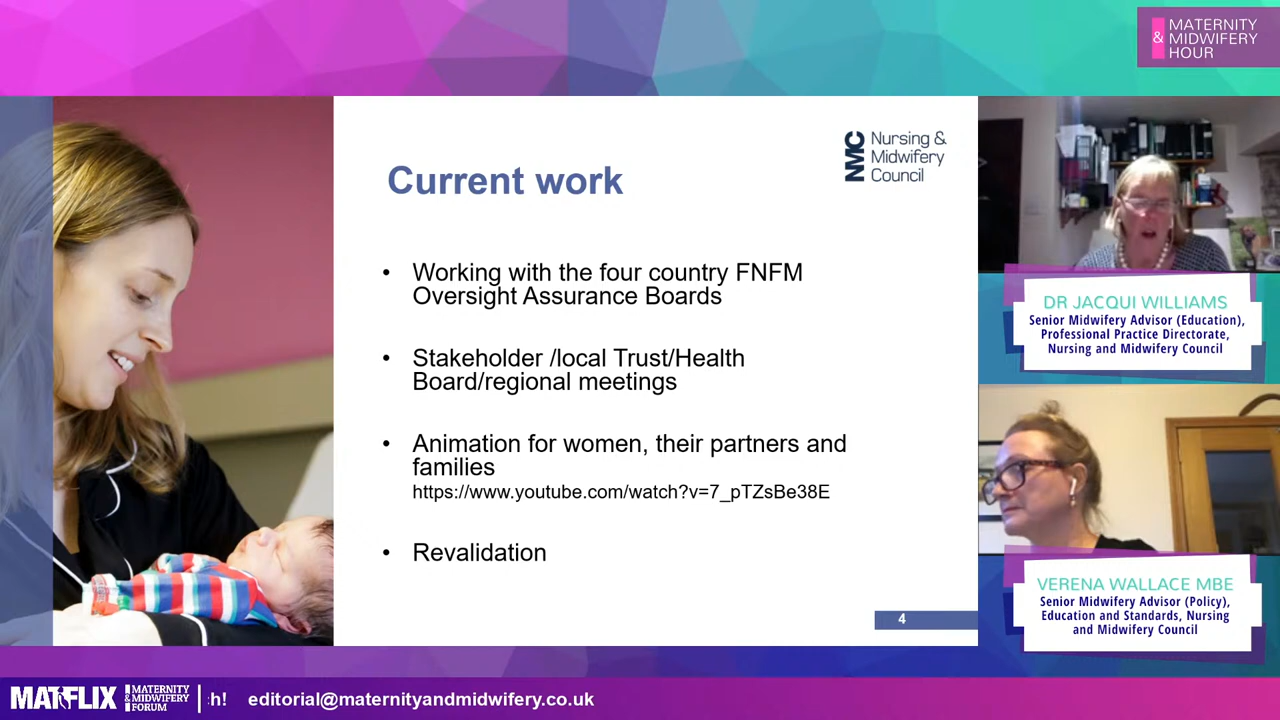 MATERNITY
& MIDWIFERY
HOUR
NMC
Nursing &
Midwifery
Council
Current work
• Working with the four country FNFM
Oversight Assurance Boards
• Stakeholder /local Trust/Health
Board/regional meetings
• Animation for women, their partners and
families
https://www.youtube.com/watch?v=7_pTZsBe38E
• Revalidation
4
DR JACQUI WILLIAMS
Senior Midwifery Advisor (Education),
Professional Practice Directorate,
Nursing and Midwifery Council
VERENA WALLACE MBE
Senior Midwifery Advisor (Policy),
Education and Standards, Nursing
and Midwifery Council
MATFLIX
MATERNITY
& MIDWIFERY
FORUM
h! editorial@maternityandmidwifery.co.uk